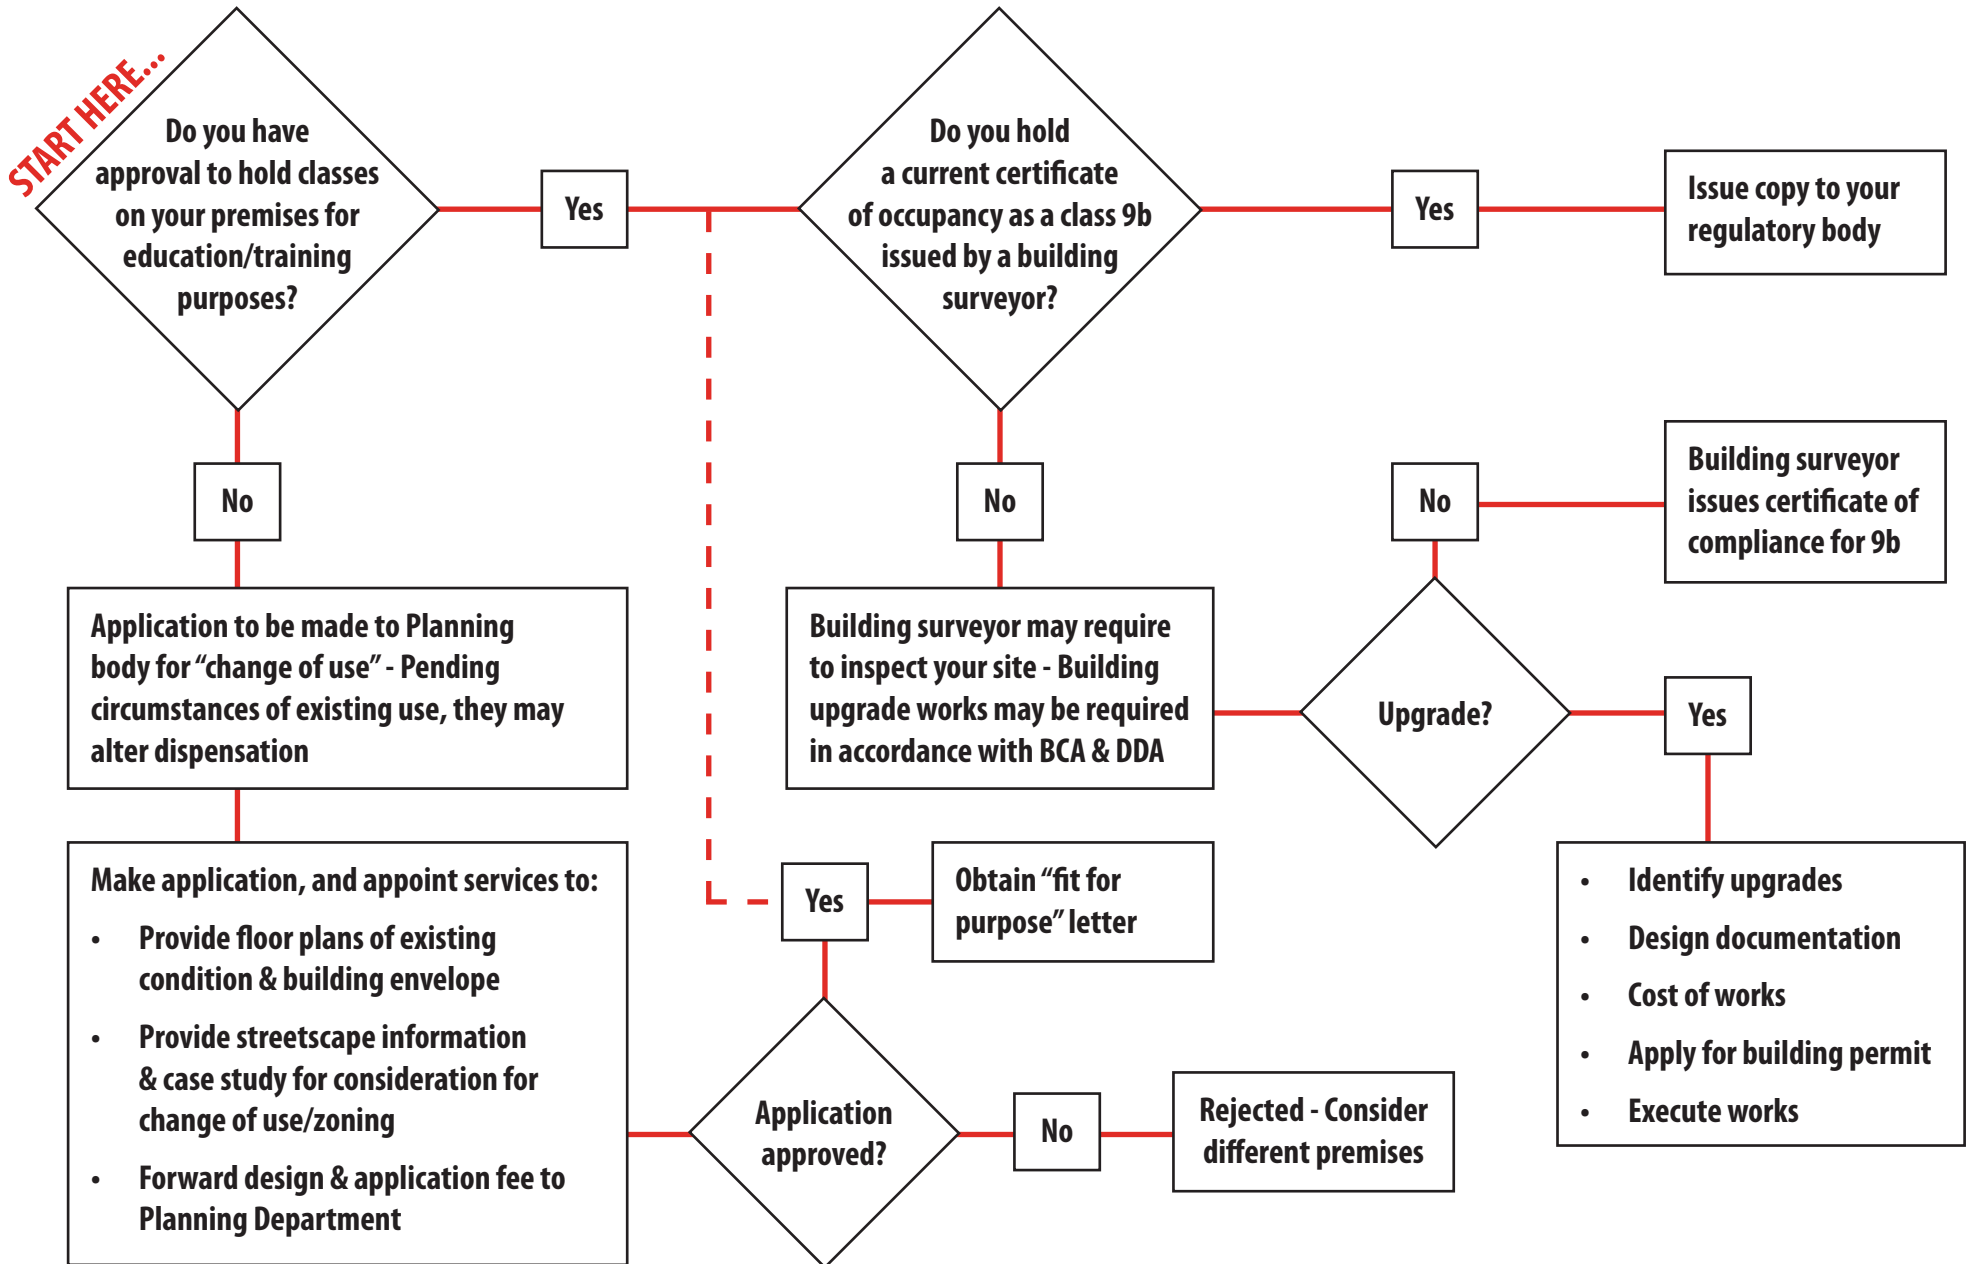 START HERE...
Do you have
approval to hold classes
on your premises for
education/training
purposes?
Yes
Do you hold
a current certificate
of occupancy as a class 9b
issued by a building
surveyor?
Yes
Issue copy to your
regulatory body
No
Application to be made to Planning
body for “change of use” - Pending
circumstances of existing use, they may
alter dispensation
No
Building surveyor may require
to inspect your site - Building
upgrade works may be required
in accordance with BCA & DDA
Upgrade?
No
Building surveyor
issues certificate of
compliance for 9b
Yes
• Identify upgrades
• Design documentation
• Cost of works
• Apply for building permit
• Execute works
Make application, and appoint services to:
• Provide floor plans of existing
condition & building envelope
• Provide streetscape information
& case study for consideration for
change of use/zoning
• Forward design & application fee to
Planning Department
Application
approved?
Yes
Obtain “fit for
purpose” letter
No
Rejected - Consider
different premises